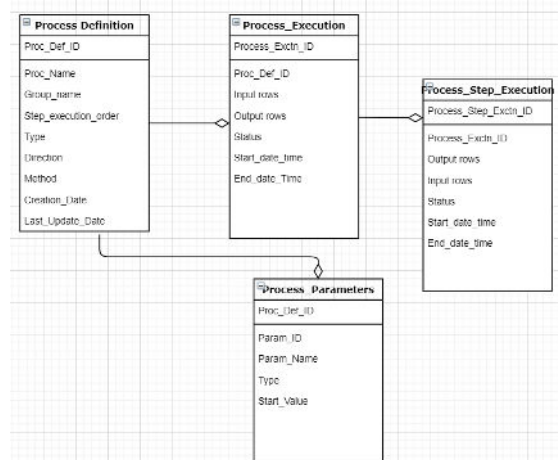 Process Definition
Proc_Def_ID
Proc_Name
Group_name
Step_execution_order
Type
Direction
Method
Creation_Date
Last_Update_Date
Process_Execution
Process_Exctn_ID
Proc_Def_ID
Input rows
Output rows
Status
Start_date_time
End_date_Time
Process_Step_Execution
Process_Step_Exctn_ID
Process_Exctn_ID
Output rows
Input rows
Status
Start_date_time
End_date_time
Process_Parameters
Proc_Def_ID
Param_ID
Param_Name
Type
Start_Value